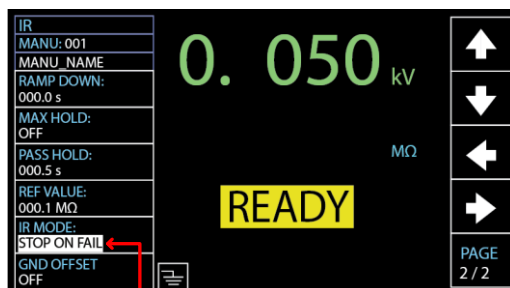 IR
MANU: 001
MANU_NAME
RAMP DOWN:
000.0 s
MAX HOLD:
OFF
PASS HOLD:
000.5 s
REF VALUE:
000.1 MΩ
IR MODE:
STOP ON FAIL
GND OFFSET
OFF
0. 050 kV
MΩ
READY
PAGE
2 / 2